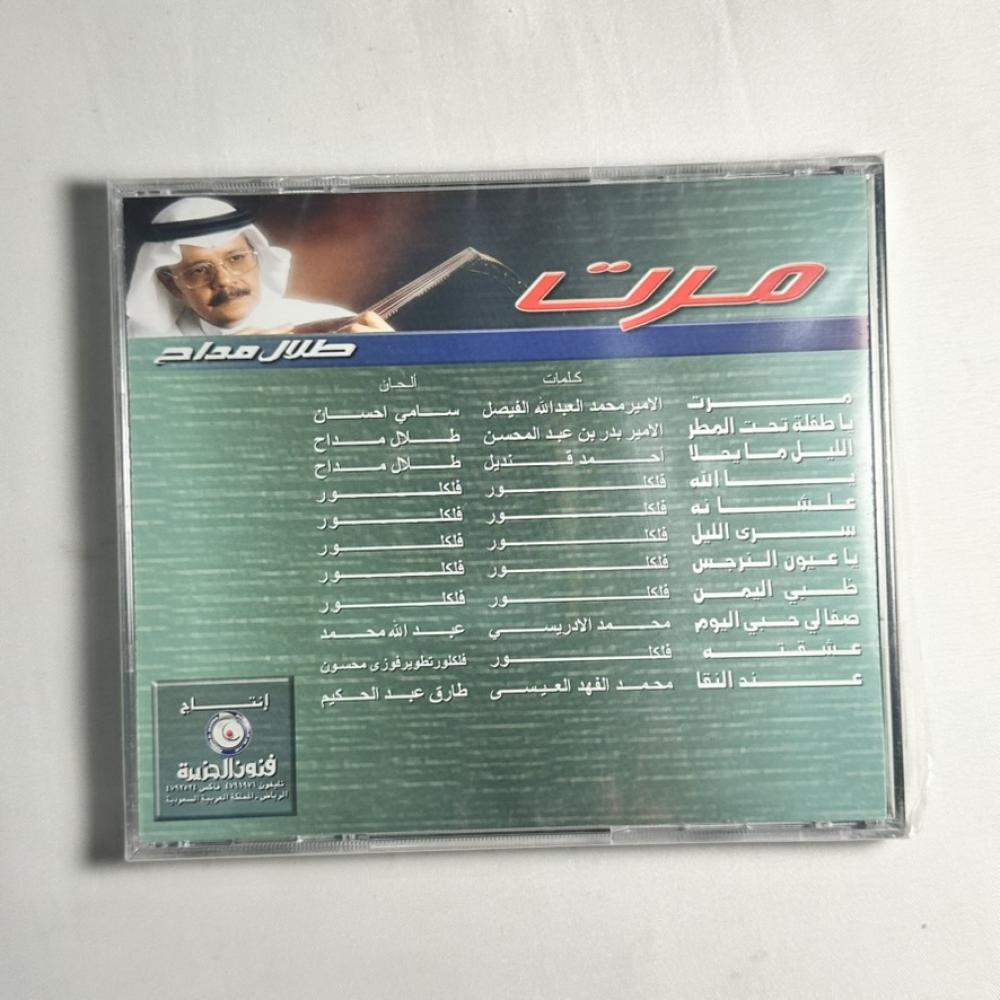 مرت
طلال مداح
كلمات ألحان
مرت الامير محمد العبدالله الفيصل سامي احسان
يا طفلة تحت المطر الامير بدر بن عبد المحسن طلال مداح
الليل ما يحلا أحمد قنديل طلال مداح
يا الله فلكلور فلكلور
علشانه فلكلور فلكلور
سرى الليل فلكلور فلكلور
يا عيون النرجس فلكلور فلكلور
ظبي اليمن فلكلور فلكلور
صفالي حبي اليوم محمد الادريسي عبد الله محمد
عشقته فلكلور فلكلور تطوير فوزي محسون
عند النقا محمد الفهد العيسى طارق عبد الحكيم
إنتاج
فنون الجزيرة
تليفون ٤٧٩١٩٧١ فاكس ٤٧٩٢٥٢٤
الرياض - المملكة العربية السعودية